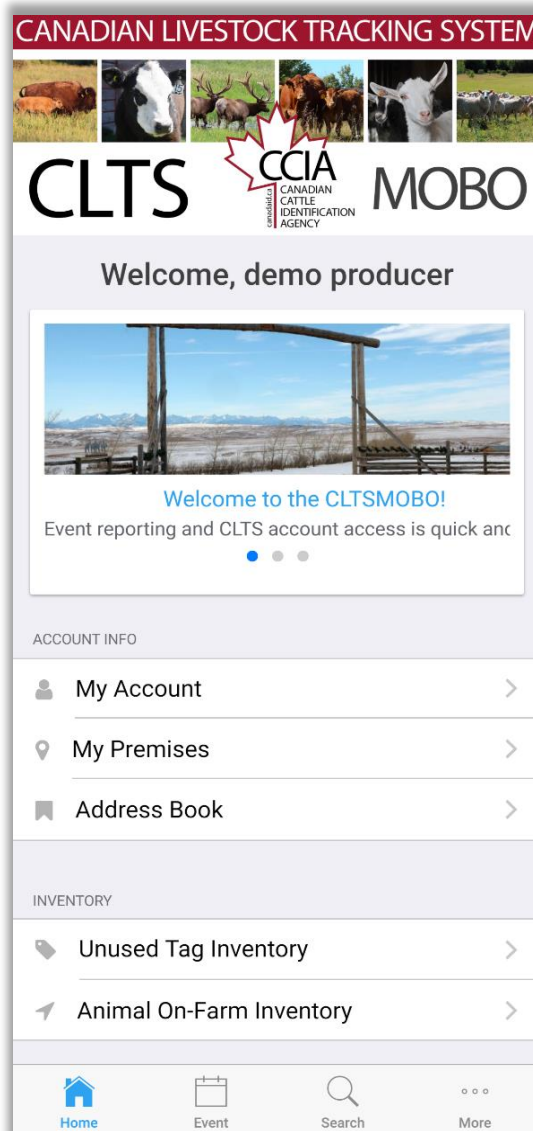 CANADIAN LIVESTOCK TRACKING SYSTEM
CLTS
CCIA
CANADIAN
CATTLE
IDENTIFICATION
AGENCY
canadaid.ca
MOBO
Welcome, demo producer
Welcome to the CLTSMOBO!
Event reporting and CLTS account access is quick and
ACCOUNT INFO
My Account
My Premises
Address Book
INVENTORY
Unused Tag Inventory
Animal On-Farm Inventory
Home
Event
Search
More